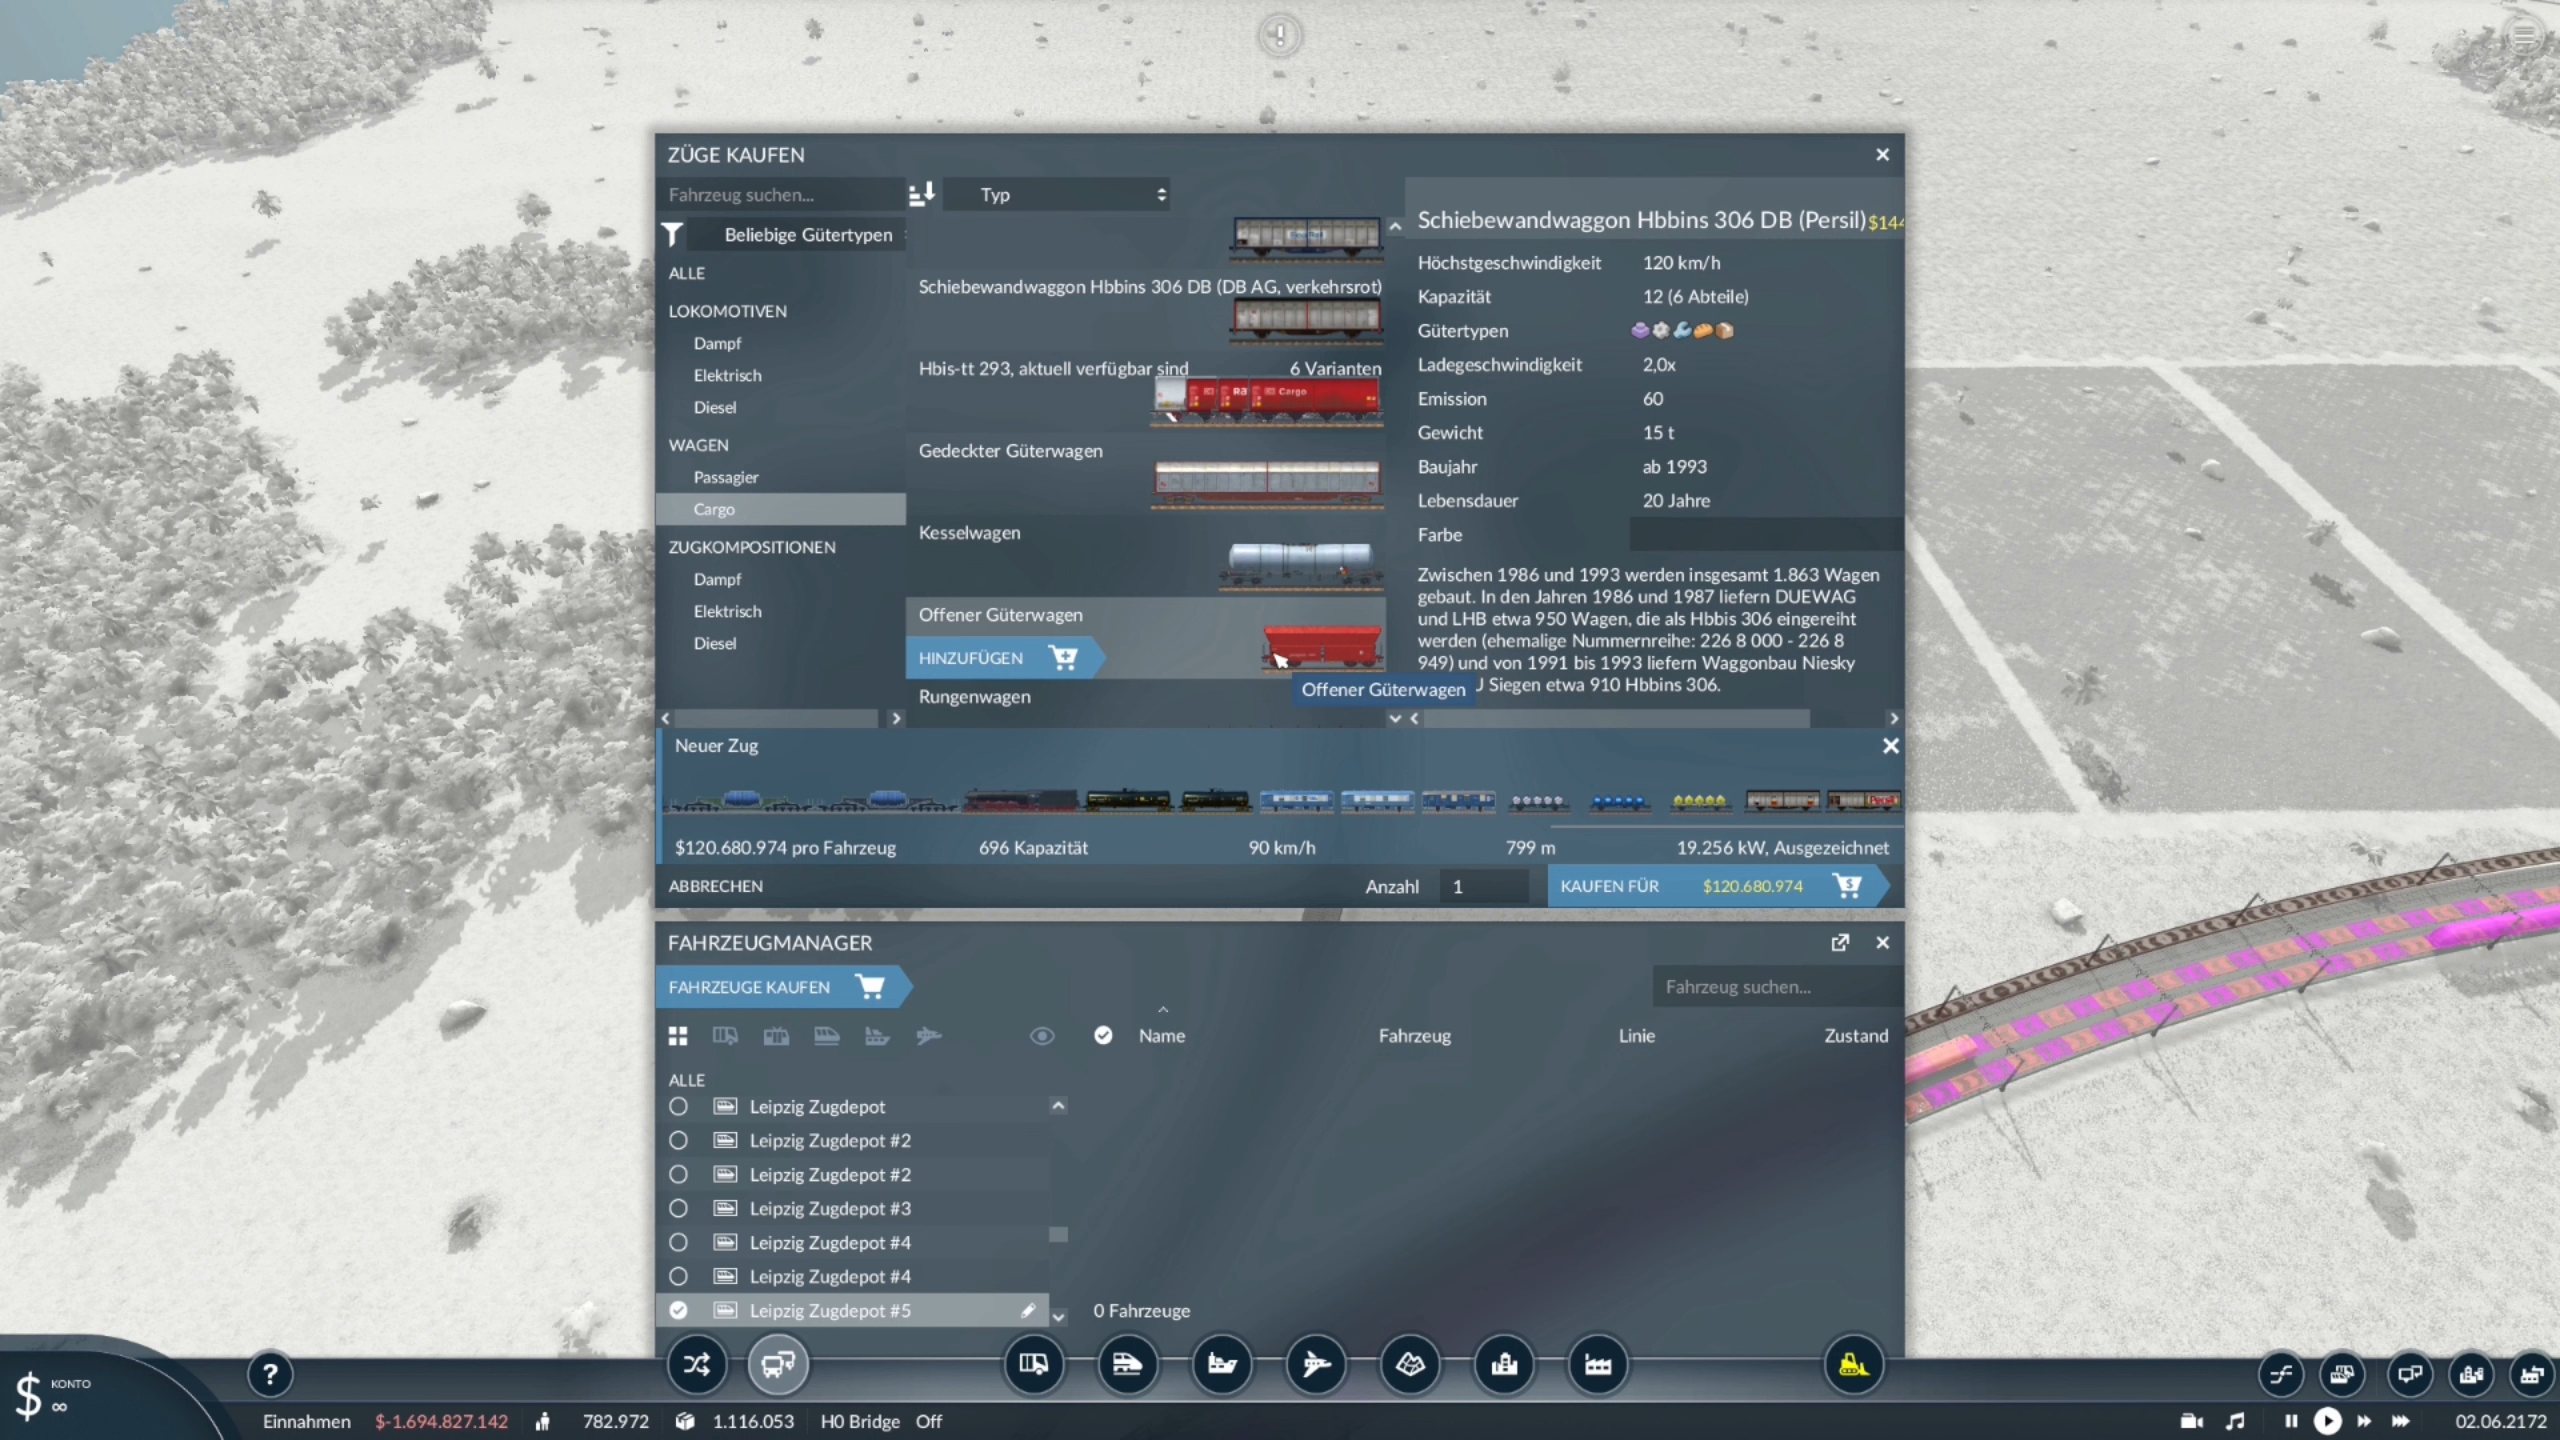 ZÜGE KAUFEN
Fahrzeug suchen...
Typ
Beliebige Gütertypen
ALLE
LOKOMOTIVEN
Dampf
Elektrisch
Diesel
WAGEN
Passagier
Cargo
ZUGKOMPOSITIONEN
Dampf
Elektrisch
Diesel
Schiebewandwaggon Hbbins 306 DB (DB AG, verkehrsrot)
Hbis-tt 293, aktuell verfügbar sind 6 Varianten
Cargo
Gedeckter Güterwagen
Kesselwagen
Offener Güterwagen
HINZUFÜGEN
Offener Güterwagen
Rungenwagen
Schiebewandwaggon Hbbins 306 DB (Persil) $144
Höchstgeschwindigkeit 120 km/h
Kapazität 12 (6 Abteile)
Gütertypen
Ladegeschwindigkeit 2,0x
Emission 60
Gewicht 15 t
Baujahr ab 1993
Lebensdauer 20 Jahre
Farbe
Zwischen 1986 und 1993 werden insgesamt 1.863 Wagen
gebaut. In den Jahren 1986 und 1987 liefern DUEWAG
und LHB etwa 950 Wagen, die als Hbbis 306 eingereiht
werden (ehemalige Nummernreihe: 226 8 000 - 226 8
949) und von 1991 bis 1993 liefern Waggonbau Niesky
J Siegen etwa 910 Hbbins 306.
Neuer Zug
Persil
$120.680.974 pro Fahrzeug 696 Kapazität 90 km/h 799 m 19.256 kW, Ausgezeichnet
ABBRECHEN Anzahl 1 KAUFEN FÜR $120.680.974
FAHRZEUGMANAGER
FAHRZEUGE KAUFEN
Fahrzeug suchen...
Name Fahrzeug Linie Zustand
ALLE
Leipzig Zugdepot
Leipzig Zugdepot #2
Leipzig Zugdepot #2
Leipzig Zugdepot #3
Leipzig Zugdepot #4
Leipzig Zugdepot #4
Leipzig Zugdepot #5
0 Fahrzeuge
$ KONTO
∞
?
Einnahmen $-1.694.827.142 782.972 1.116.053 H0 Bridge Off 02.06.2172